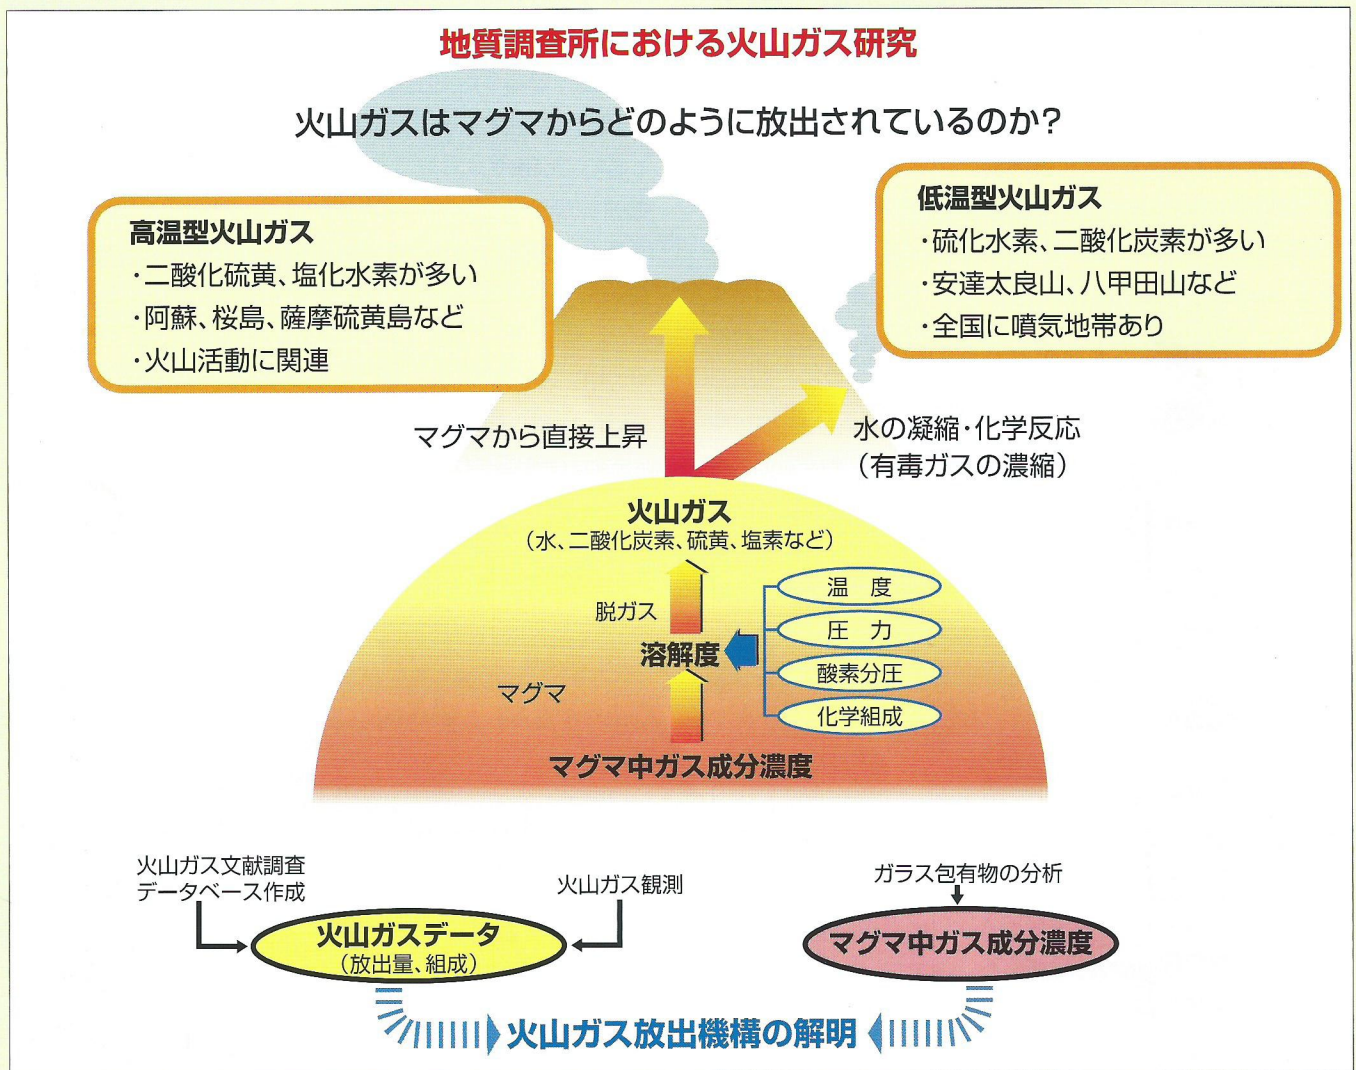 地質調査所における火山ガス研究
火山ガスはマグマからどのように放出されているのか?
高温型火山ガス
・二酸化硫黄、塩化水素が多い
・阿蘇、桜島、薩摩硫黄島など
・火山活動に関連
低温型火山ガス
・硫化水素、二酸化炭素が多い
・安達太良山、八甲田山など
・全国に噴気地帯あり
マグマから直接上昇
水の凝縮・化学反応
(有毒ガスの濃縮)
火山ガス
(水、二酸化炭素、硫黄、塩素など)
脱ガス
溶解度
温 度
圧 力
酸素分圧
化学組成
マグマ
マグマ中ガス成分濃度
火山ガス文献調査
データベース作成
火山ガス観測
火山ガスデータ
(放出量、組成)
ガラス包有物の分析
マグマ中ガス成分濃度
火山ガス放出機構の解明